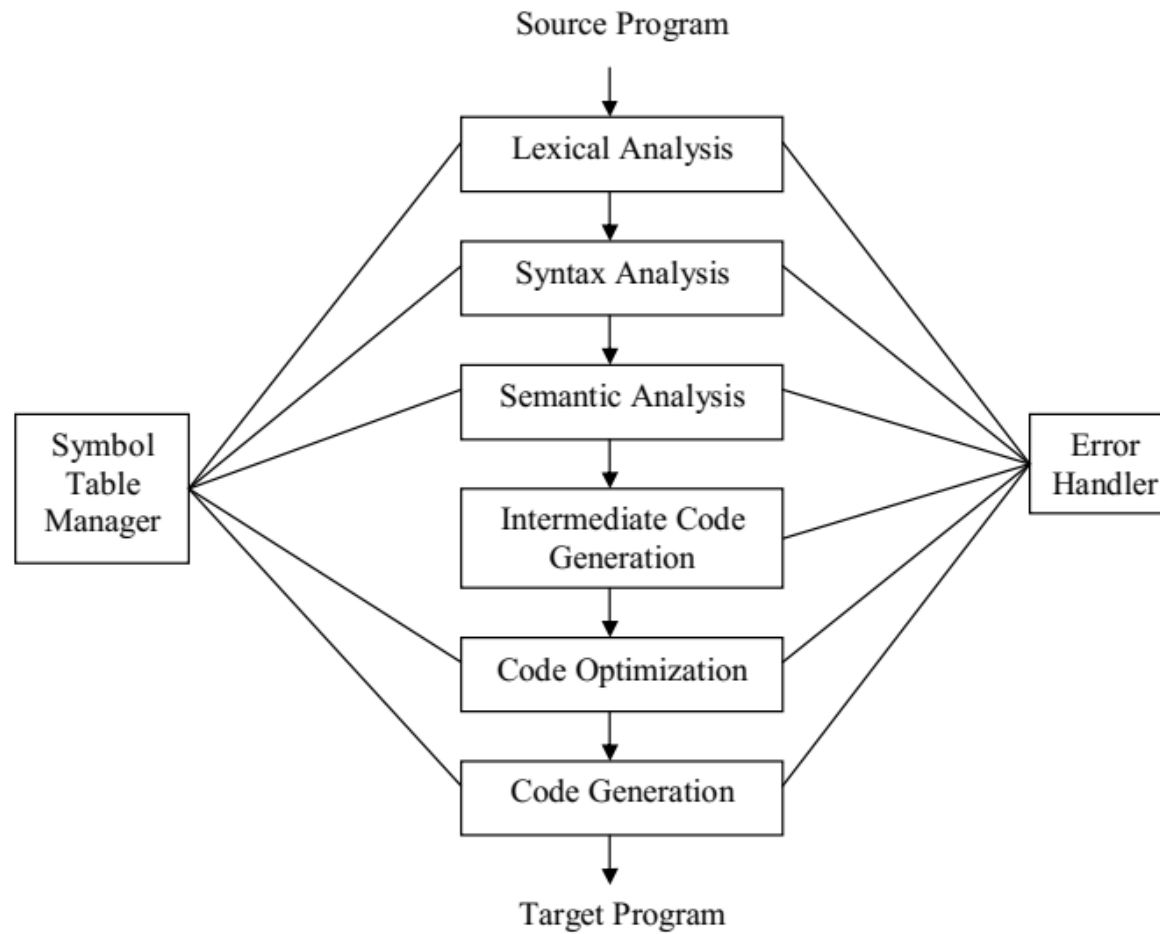 Source Program
Lexical Analysis
Syntax Analysis
Semantic Analysis
Symbol
Table
Manager
Error
Handler
Intermediate Code
Generation
Code Optimization
Code Generation
Target Program